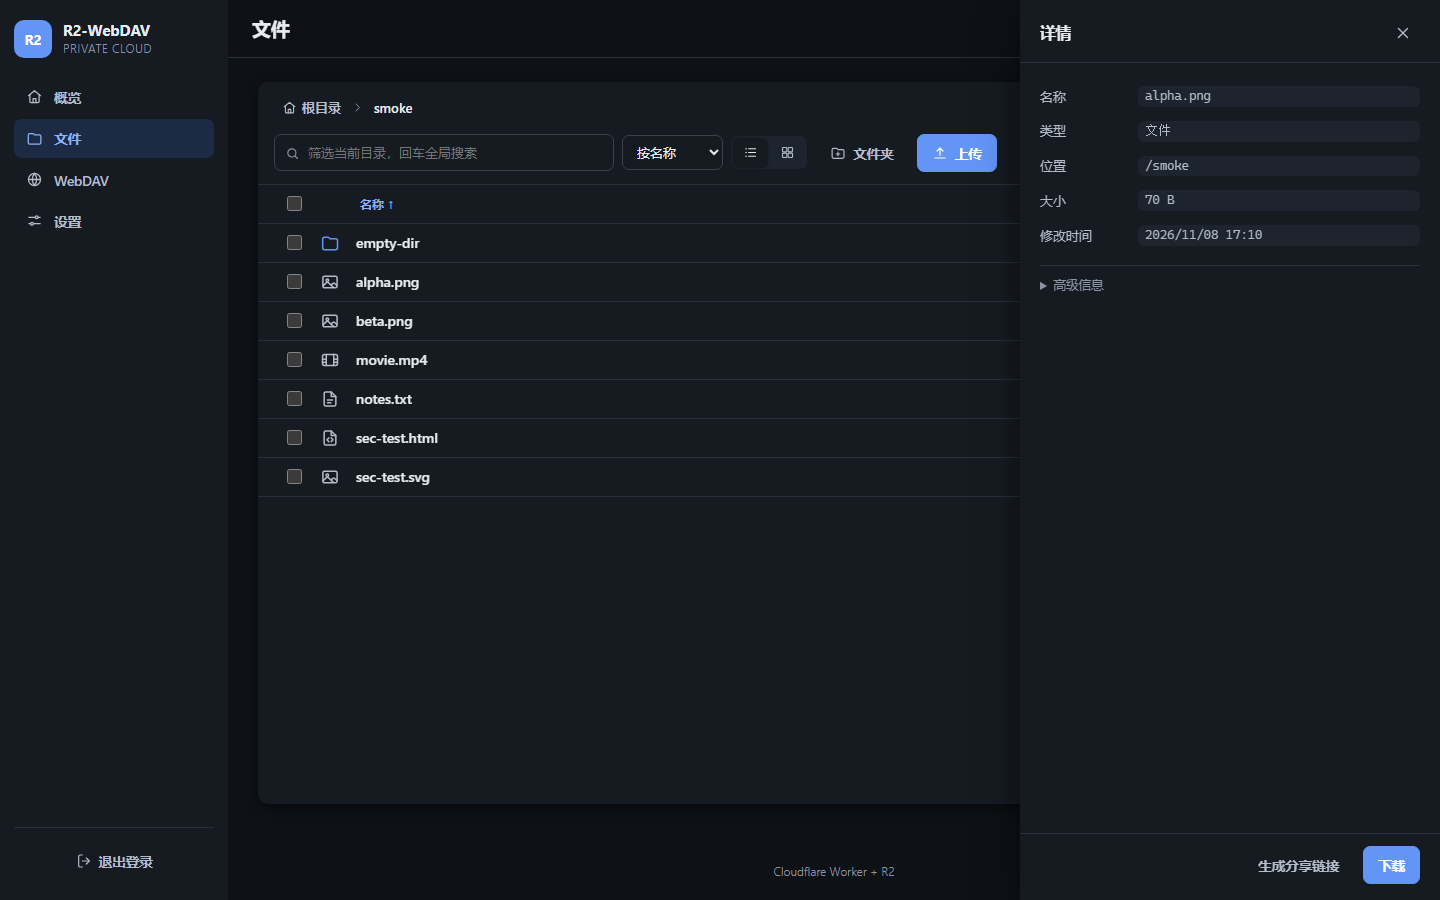 R2
R2-WebDAV
PRIVATE CLOUD
概览
文件
WebDAV
设置
退出登录
文件
根目录 > smoke
筛选当前目录，回车全局搜索
按名称
文件夹
上传
名称 ↑
empty-dir
alpha.png
beta.png
movie.mp4
notes.txt
sec-test.html
sec-test.svg
Cloudflare Worker + R2
详情
名称 alpha.png
类型 文件
位置 /smoke
大小 70 B
修改时间 2026/11/08 17:10
高级信息
生成分享链接
下载